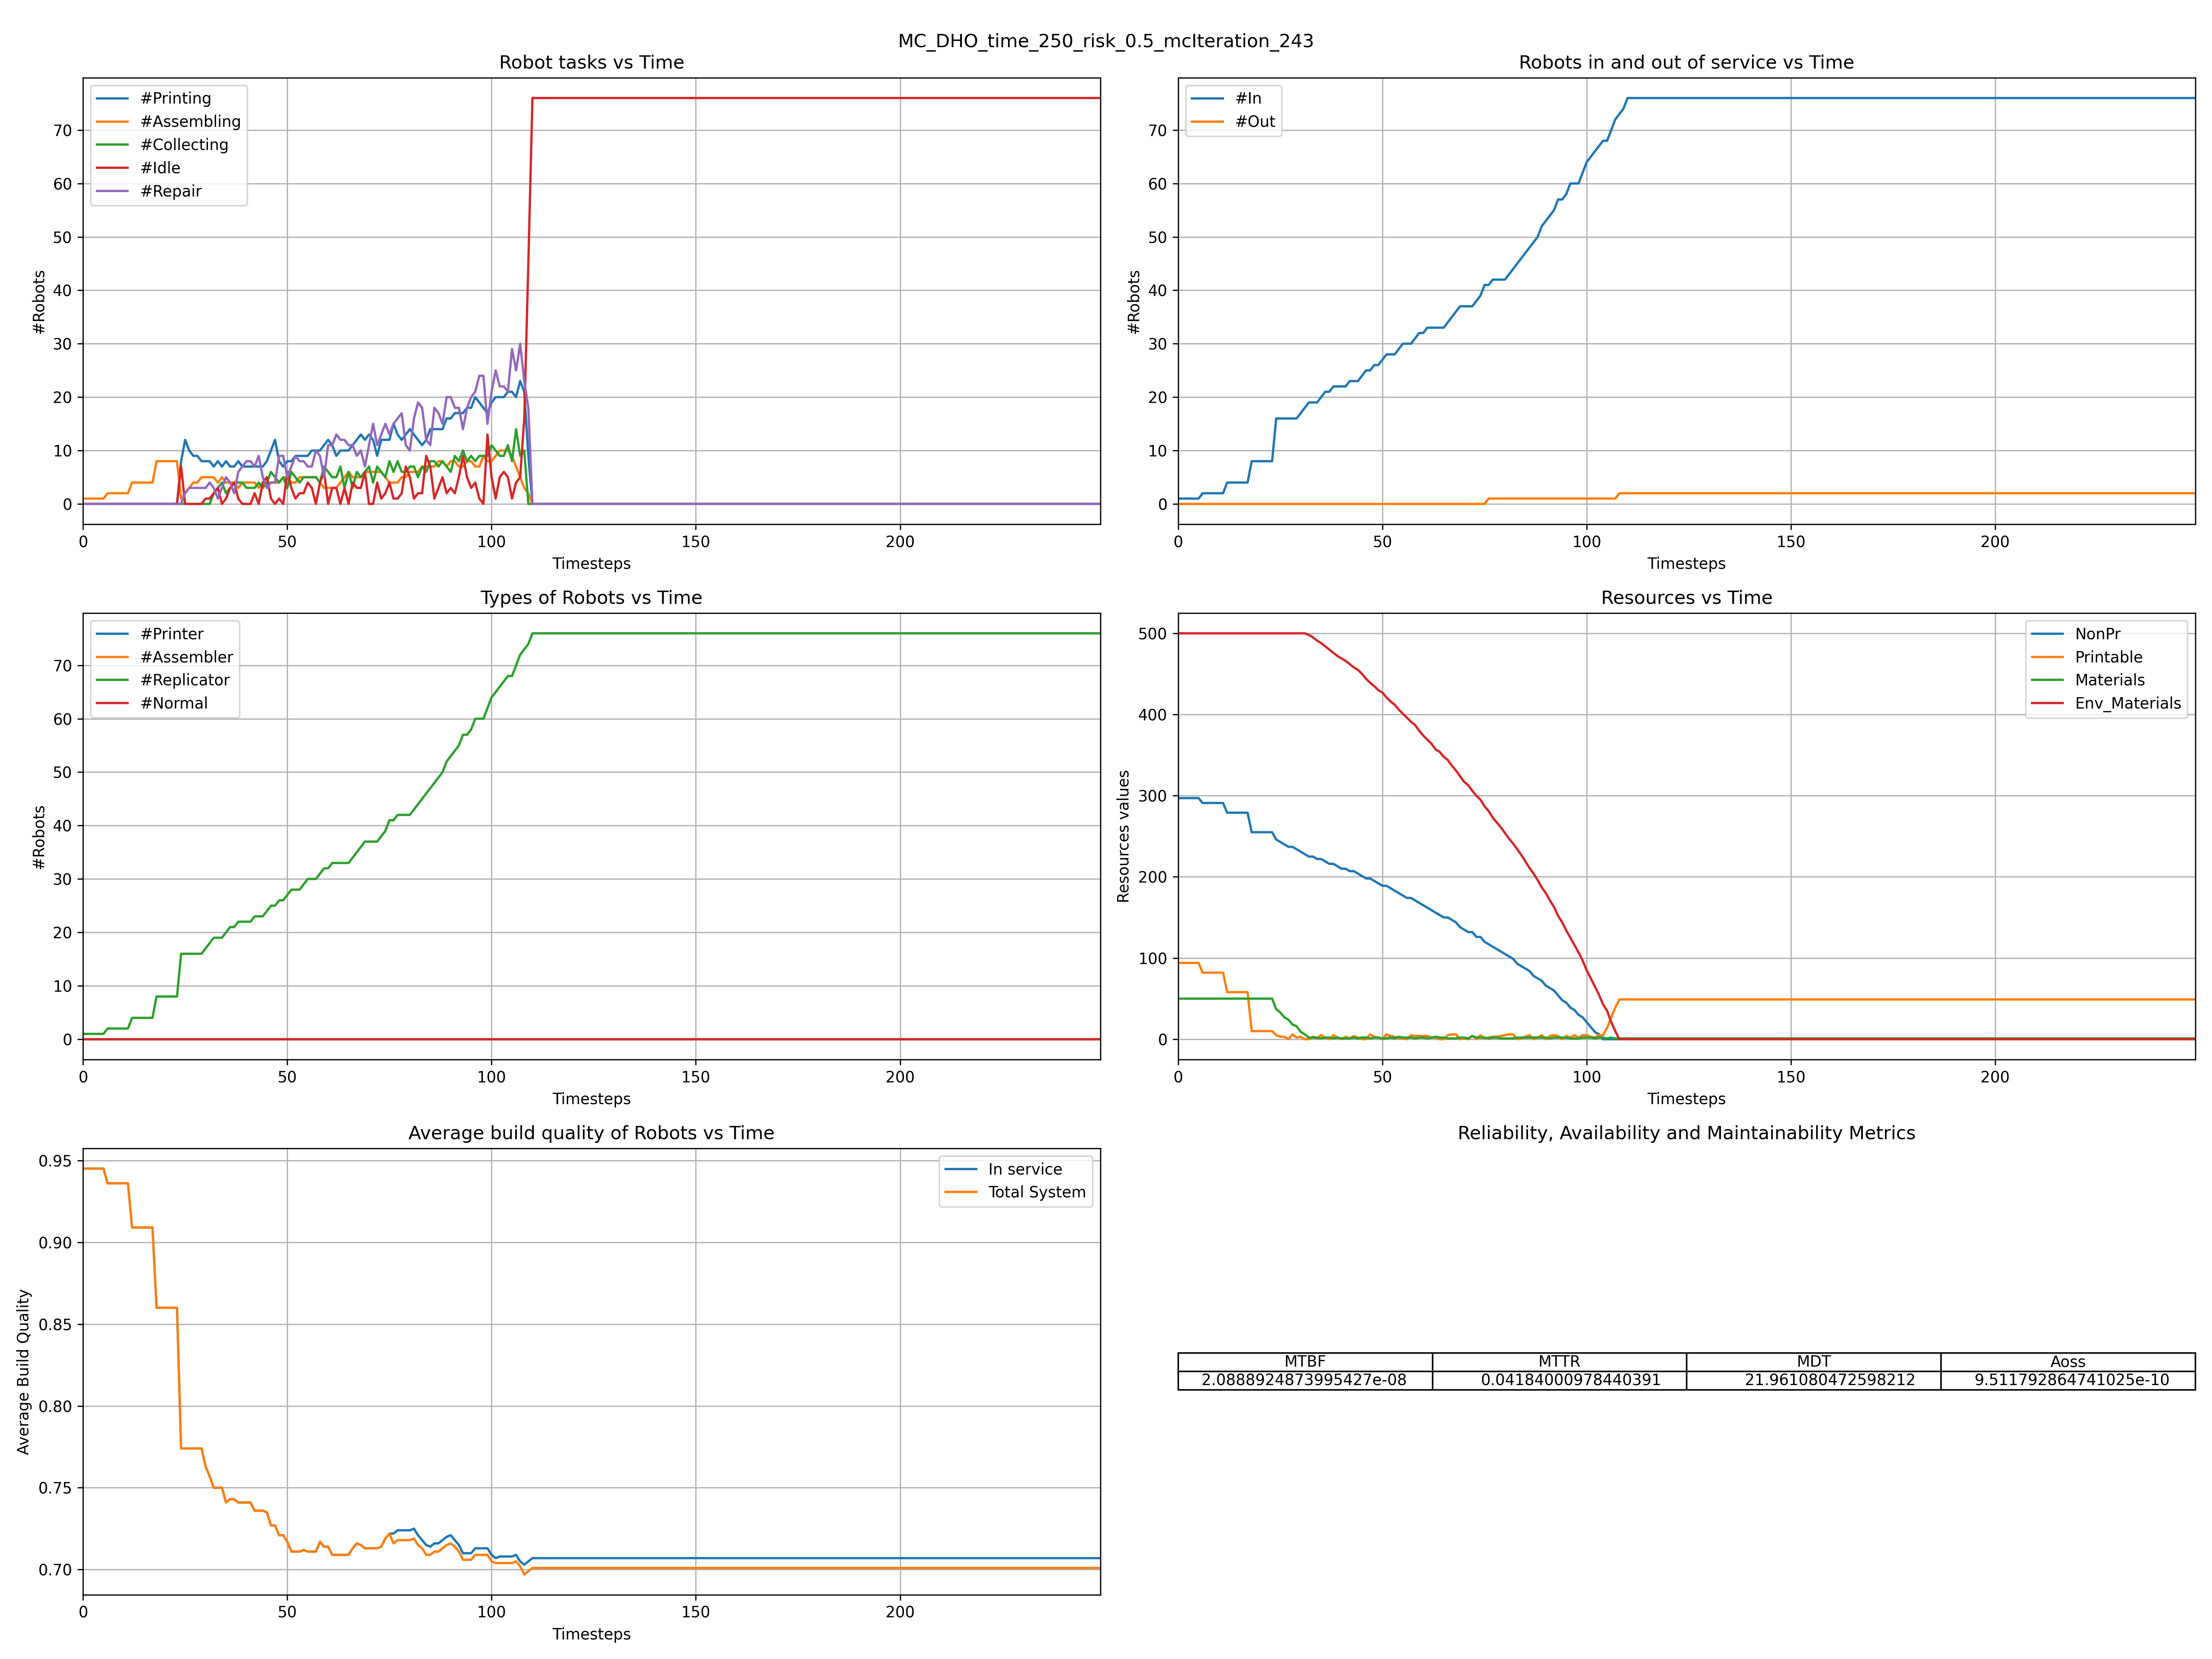 MC_DHO_time_250_risk_0.5_mcIteration_243
Robot tasks vs Time
#Printing
#Assembling
#Collecting
#Idle
#Repair
70
60
50
40
30
20
10
0
#Robots
0 50 100 150 200
Timesteps
Robots in and out of service vs Time
#In
#Out
70
60
50
40
30
20
10
0
#Robots
0 50 100 150 200
Timesteps
Types of Robots vs Time
#Printer
#Assembler
#Replicator
#Normal
70
60
50
40
30
20
10
0
#Robots
0 50 100 150 200
Timesteps
Resources vs Time
NonPr
Printable
Materials
Env_Materials
500
400
300
200
100
0
Resources values
0 50 100 150 200
Timesteps
Average build quality of Robots vs Time
In service
Total System
0.95
0.90
0.85
0.80
0.75
0.70
Average Build Quality
0 50 100 150 200
Timesteps
Reliability, Availability and Maintainability Metrics
MTBF MTTR MDT Aoss
2.0888924873995427e-08 0.04184000978440391 21.961080472598212 9.511792864741025e-10